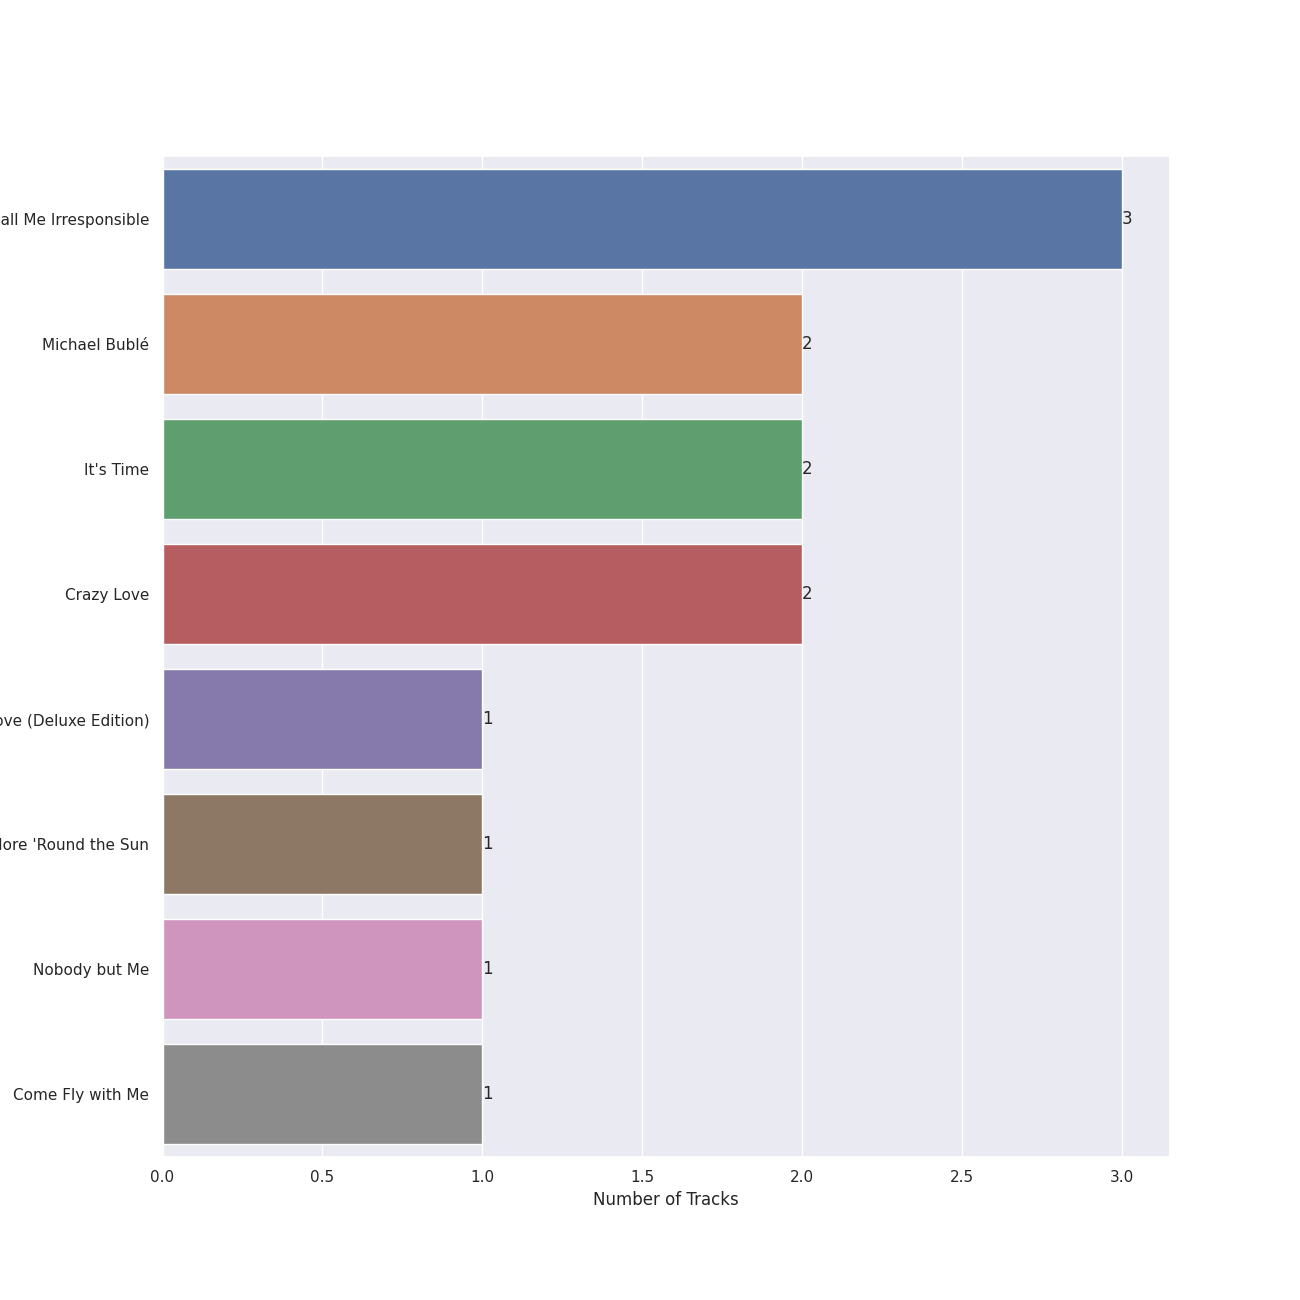 all Me Irresponsible
3
Michael Bublé
2
It's Time
2
Crazy Love
2
ove (Deluxe Edition)
1
'Round the Sun
1
Nobody but Me
1
Come Fly with Me
1
0.0 0.5 1.0 1.5 2.0 2.5 3.0
Number of Tracks